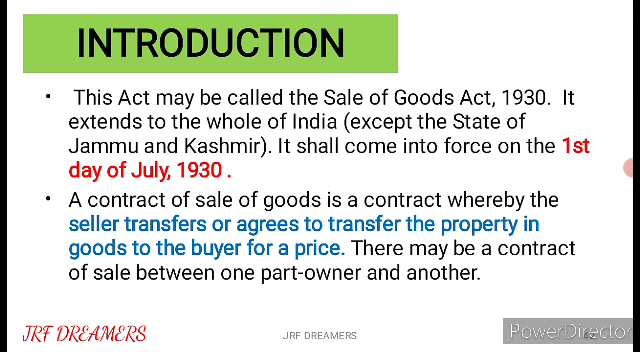 INTRODUCTION
• This Act may be called the Sale of Goods Act, 1930. It
extends to the whole of India (except the State of
Jammu and Kashmir). It shall come into force on the 1st
day of July, 1930 .
• A contract of sale of goods is a contract whereby the
seller transfers or agrees to transfer the property in
goods to the buyer for a price. There may be a contract
of sale between one part-owner and another.
JRF DREAMERS
JRF DREAMERS
PowerDirector